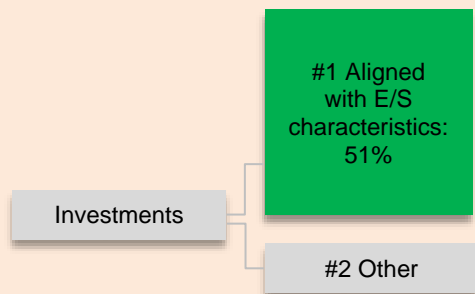 #1 Aligned
with E/S
characteristics:
51%
Investments
#2 Other